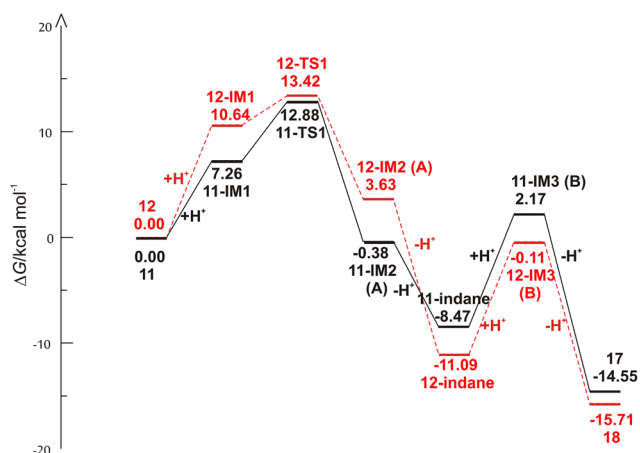 ΔG/kcal mol⁻¹
20
10
0
-10
-20
12
0.00
0.00
11
+H⁺
+H⁺
12-IM1
10.64
7.26
11-IM1
12-TS1
13.42
12.88
11-TS1
12-IM2 (A)
3.63
-0.38
11-IM2
(A)
-H⁺
-H⁺
11-indane
-8.47
-11.09
12-indane
+H⁺
+H⁺
11-IM3 (B)
2.17
-0.11
12-IM3
(B)
-H⁺
-H⁺
17
-14.55
-15.71
18